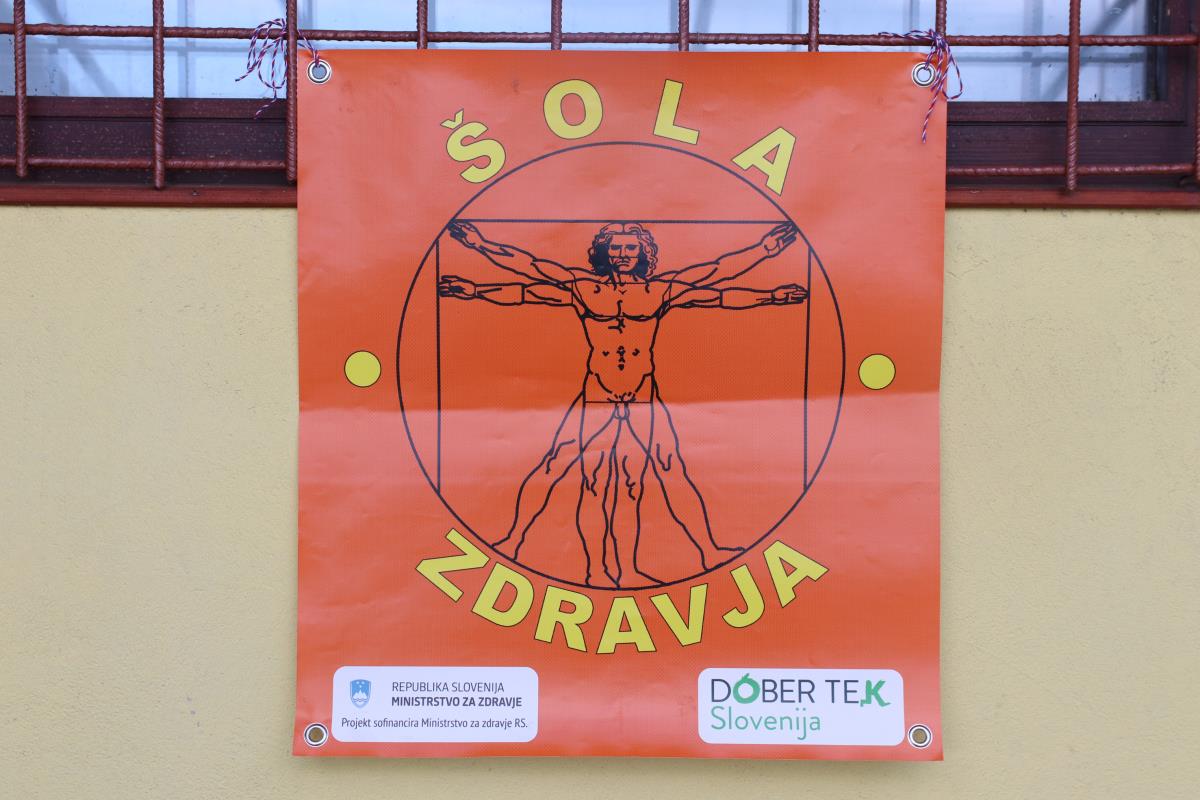 ŠOLA
ZDRAVJA
REPUBLIKA SLOVENIJA
MINISTRSTVO ZA ZDRAVJE
Projekt sofinancira Ministrstvo za zdravje RS.
DOBER TEK
Slovenija